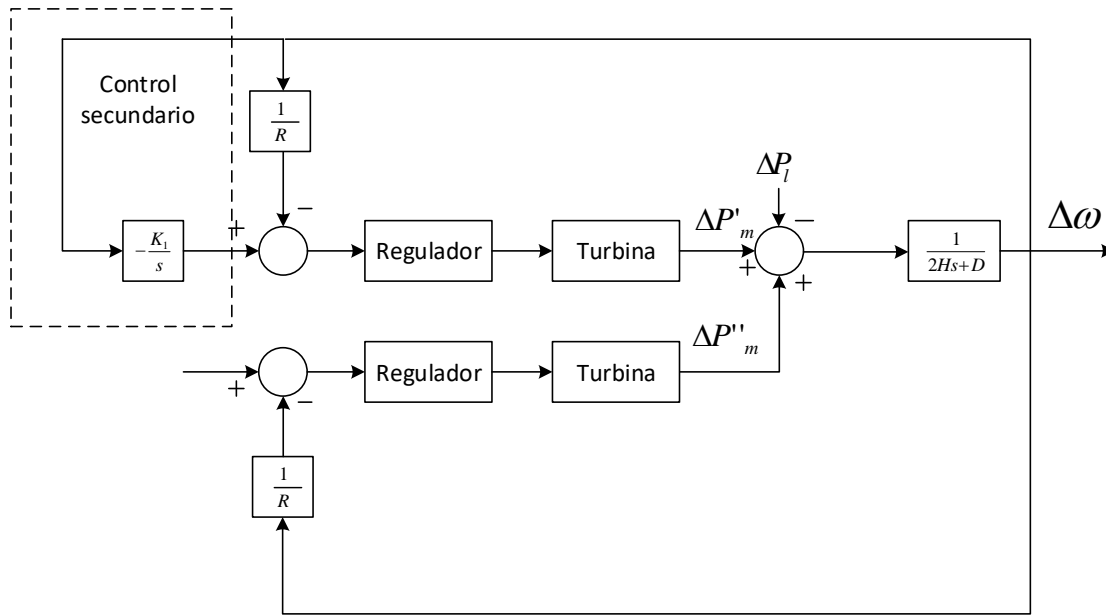 Control
secundario
1
R
ΔP_l
−
−
ΔP'_m
Δω
−K_1/s
+
Regulador
Turbina
+
+
1
2Hs+D
ΔP''_m
+
−
Regulador
Turbina
1
R